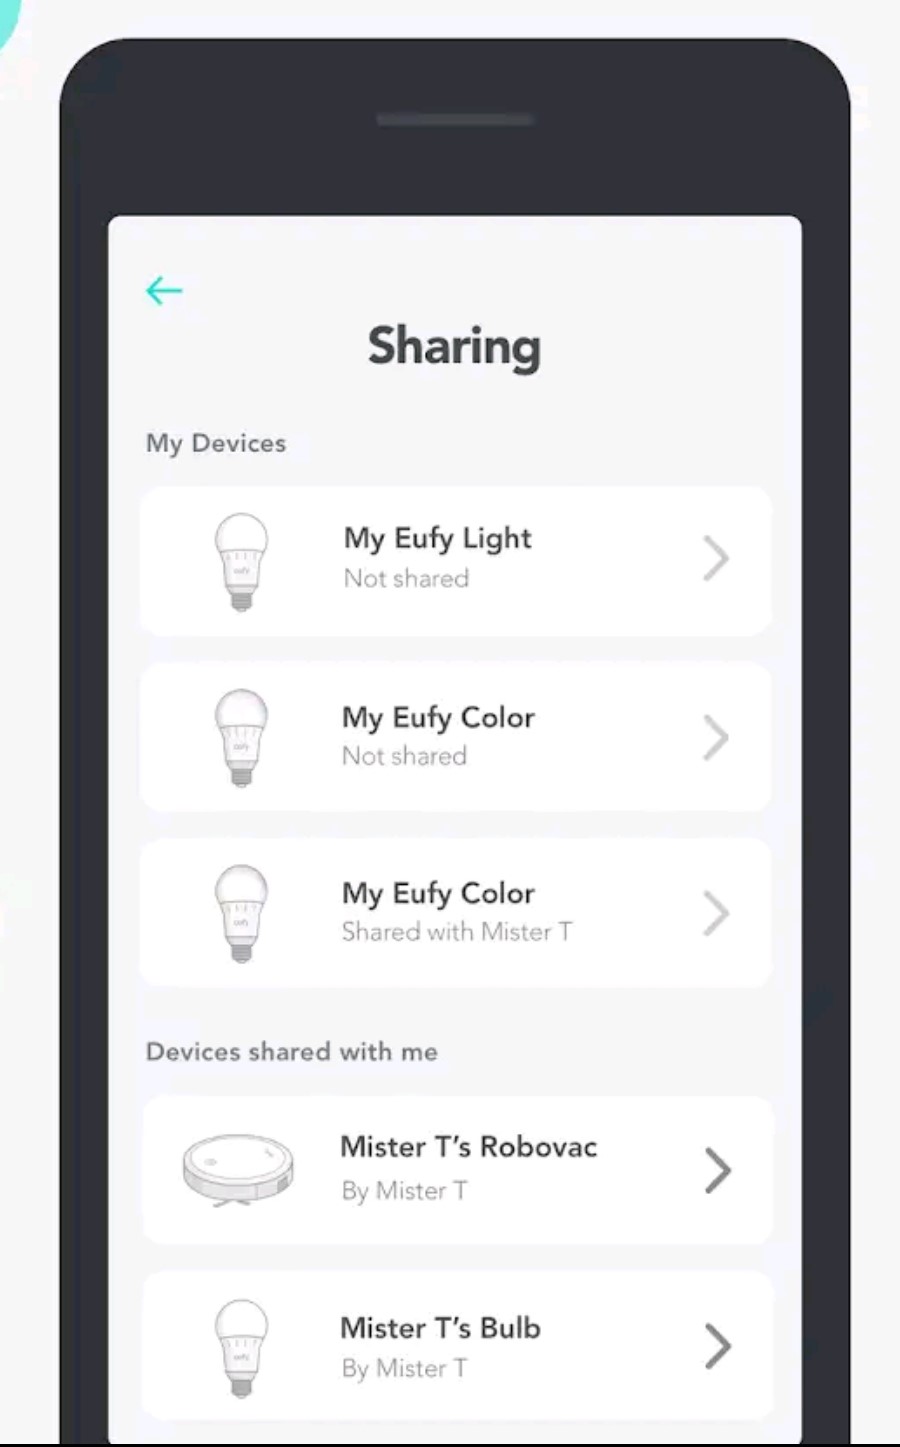 Sharing
My Devices
My Eufy Light
Not shared
My Eufy Color
Not shared
My Eufy Color
Shared with Mister T
Devices shared with me
Mister T’s Robovac
By Mister T
Mister T’s Bulb
By Mister T